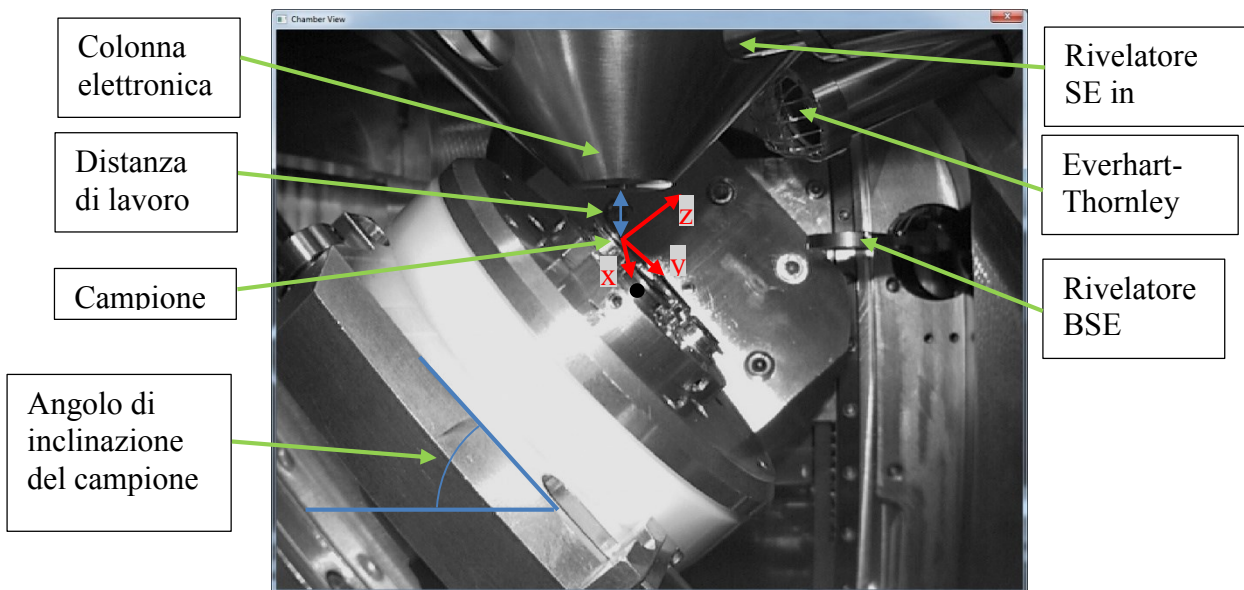 Chamber View
Colonna
elettronica
Distanza
di lavoro
Campione
Angolo di
inclinazione
del campione
z
x
y
Rivelatore
SE in
Everhart-
Thornley
Rivelatore
BSE